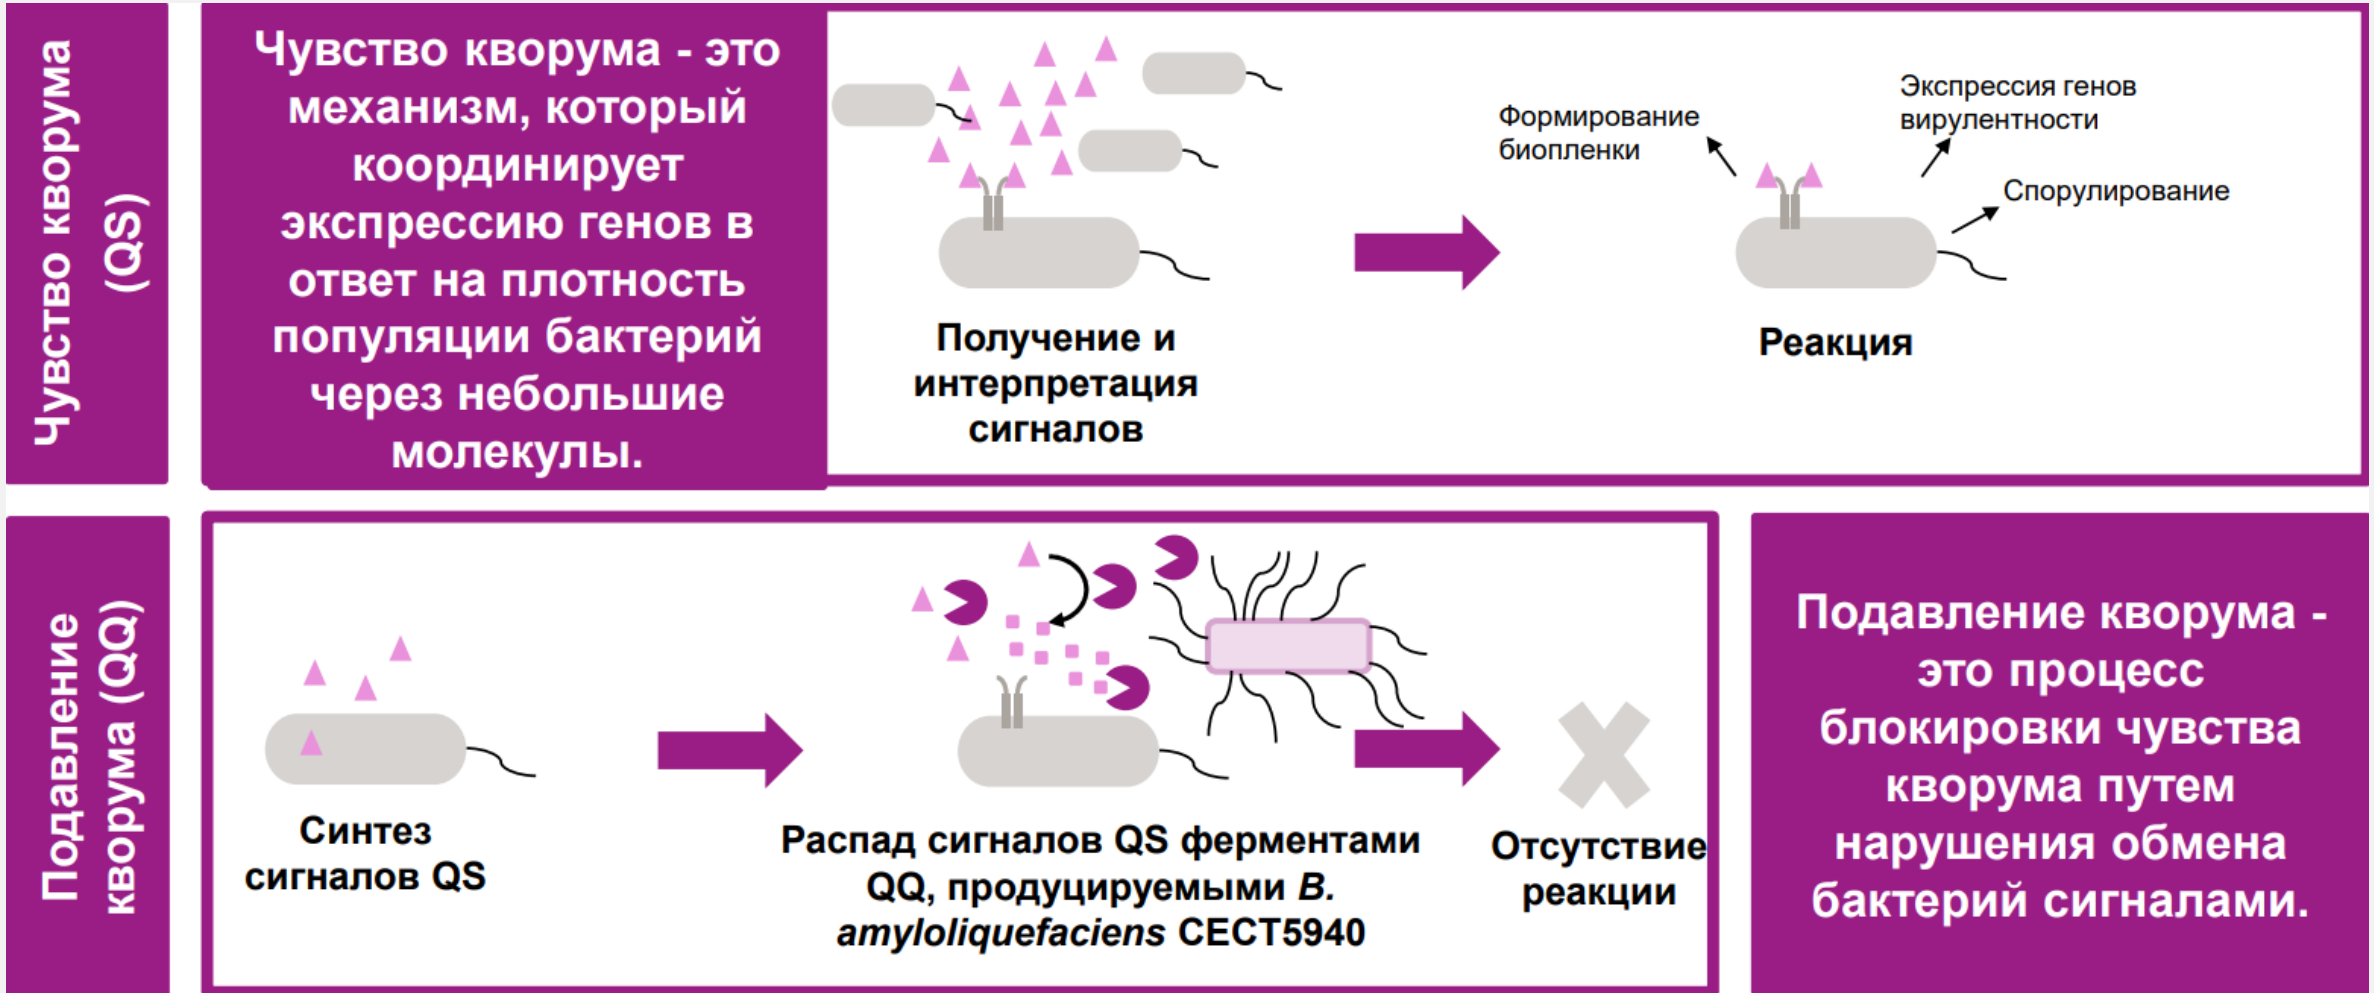 Чувство кворума
(QS)
Чувство кворума - это
механизм, который
координирует
экспрессию генов в
ответ на плотность
популяции бактерий
через небольшие
молекулы.
Получение и
интерпретация
сигналов
Формирование
биопленки
Экспрессия генов
вирулентности
Спорулирование
Реакция
Подавление
кворума (QQ)
Синтез
сигналов QS
Распад сигналов QS ферментами
QQ, продуцируемыми B.
amyloliquefaciens CECT5940
Отсутствие
реакции
Подавление кворума -
это процесс
блокировки чувства
кворума путем
нарушения обмена
бактерий сигналами.